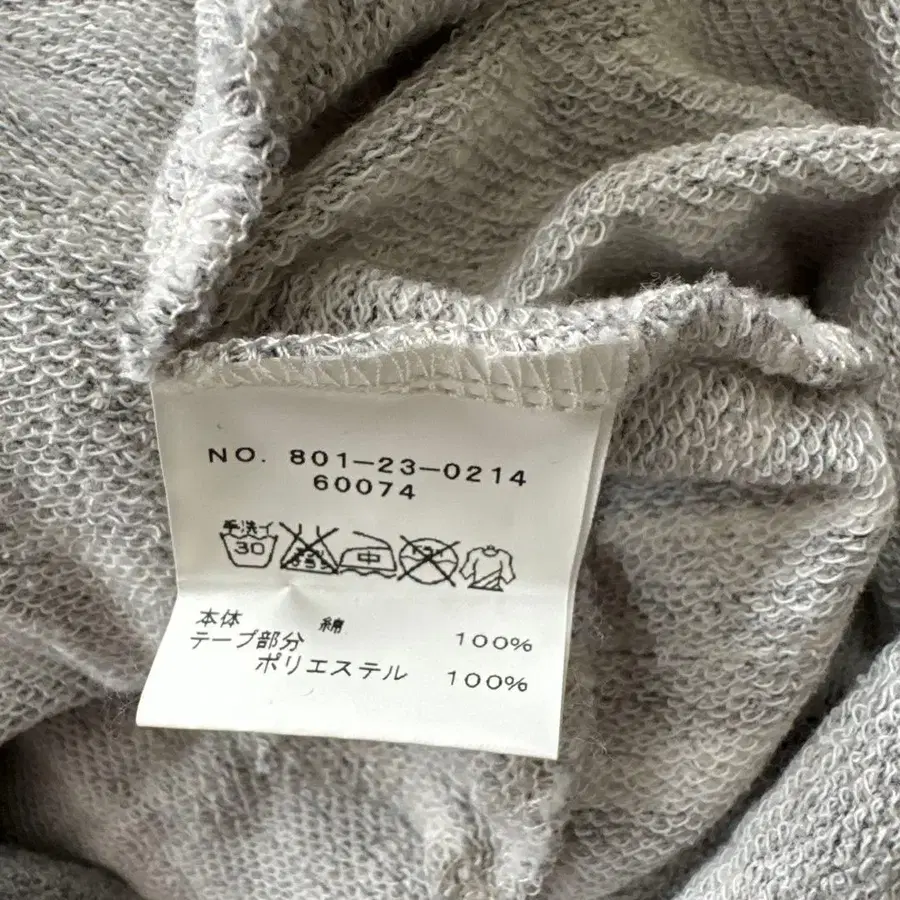 NO. 801-23-0214
60074
手洗イ
30 中
本体 綿 100%
テープ部分
ポリエステル 100%